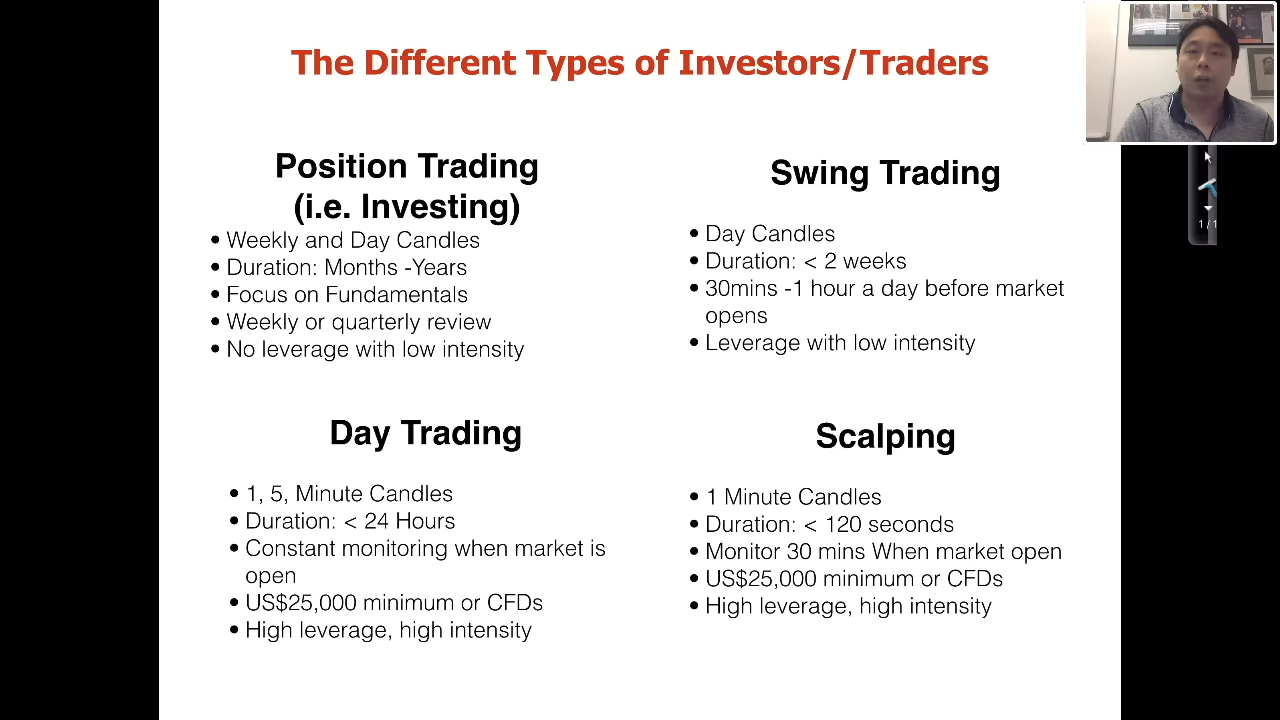 The Different Types of Investors/Traders
Position Trading
(i.e. Investing)
• Weekly and Day Candles
• Duration: Months -Years
• Focus on Fundamentals
• Weekly or quarterly review
• No leverage with low intensity
Swing Trading
• Day Candles
• Duration: < 2 weeks
• 30mins -1 hour a day before market
opens
• Leverage with low intensity
Day Trading
• 1, 5, Minute Candles
• Duration: < 24 Hours
• Constant monitoring when market is
open
• US$25,000 minimum or CFDs
• High leverage, high intensity
Scalping
• 1 Minute Candles
• Duration: < 120 seconds
• Monitor 30 mins When market open
• US$25,000 minimum or CFDs
• High leverage, high intensity
1/1